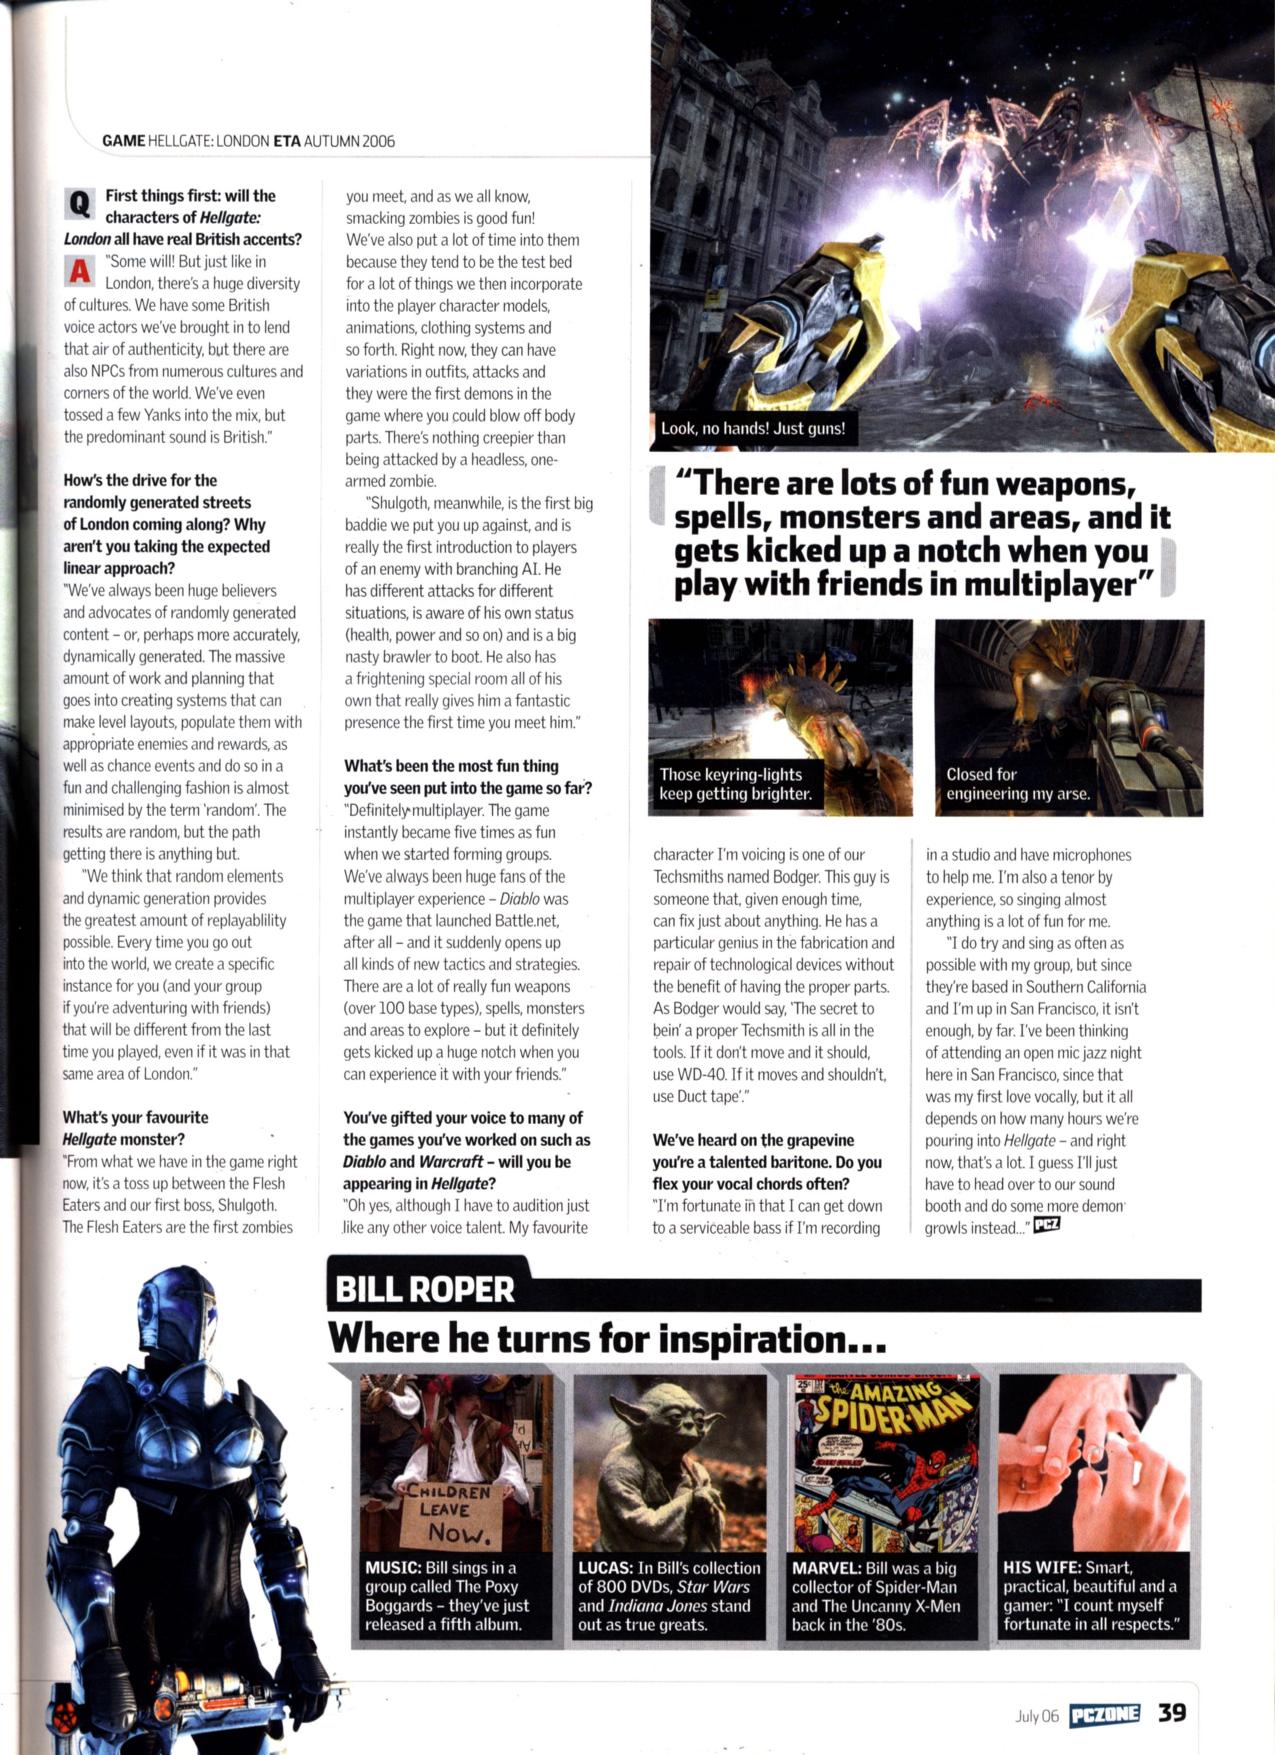 GAME HELLGATE: LONDON ETA AUTUMN 2006
Q First things first: will the
characters of Hellgate:
London all have real British accents?
A "Some will! But just like in
London, there's a huge diversity
of cultures. We have some British
voice actors we've brought in to lend
that air of authenticity, but there are
also NPCs from numerous cultures and
corners of the world. We've even
tossed a few Yanks into the mix, but
the predominant sound is British."
How's the drive for the
randomly generated streets
of London coming along? Why
aren't you taking the expected
linear approach?
"We've always been huge believers
and advocates of randomly generated
content – or, perhaps more accurately,
dynamically generated. The massive
amount of work and planning that
goes into creating systems that can
make level layouts, populate them with
appropriate enemies and rewards, as
well as chance events and do so in a
fun and challenging fashion is almost
minimised by the term 'random'. The
results are random, but the path
getting there is anything but.
"We think that random elements
and dynamic generation provides
the greatest amount of replayablility
possible. Every time you go out
into the world, we create a specific
instance for you (and your group
if you're adventuring with friends)
that will be different from the last
time you played, even if it was in that
same area of London."
What's your favourite
Hellgate monster?
"From what we have in the game right
now, it's a toss up between the Flesh
Eaters and our first boss, Shulgoth.
The Flesh Eaters are the first zombies
you meet, and as we all know,
smacking zombies is good fun!
We've also put a lot of time into them
because they tend to be the test bed
for a lot of things we then incorporate
into the player character models,
animations, clothing systems and
so forth. Right now, they can have
variations in outfits, attacks and
they were the first demons in the
game where you could blow off body
parts. There's nothing creepier than
being attacked by a headless, one-
armed zombie.
"Shulgoth, meanwhile, is the first big
baddie we put you up against, and is
really the first introduction to players
of an enemy with branching AI. He
has different attacks for different
situations, is aware of his own status
(health, power and so on) and is a big
nasty brawler to boot. He also has
a frightening special room all of his
own that really gives him a fantastic
presence the first time you meet him."
What's been the most fun thing
you've seen put into the game so far?
"Definitely multiplayer. The game
instantly became five times as fun
when we started forming groups.
We've always been huge fans of the
multiplayer experience – Diablo was
the game that launched Battle.net,
after all – and it suddenly opens up
all kinds of new tactics and strategies.
There are a lot of really fun weapons
(over 100 base types), spells, monsters
and areas to explore – but it definitely
gets kicked up a huge notch when you
can experience it with your friends."
You've gifted your voice to many of
the games you've worked on such as
Diablo and Warcraft – will you be
appearing in Hellgate?
"Oh yes, although I have to audition just
like any other voice talent. My favourite
Look, no hands! Just guns!
"There are lots of fun weapons,
spells, monsters and areas, and it
gets kicked up a notch when you
play with friends in multiplayer"
Those keyring-lights
keep getting brighter.
Closed for
engineering my arse.
character I'm voicing is one of our
Techsmiths named Bodger. This guy is
someone that, given enough time,
can fix just about anything. He has a
particular genius in the fabrication and
repair of technological devices without
the benefit of having the proper parts.
As Bodger would say, 'The secret to
bein' a proper Techsmith is all in the
tools. If it don't move and it should,
use WD-40. If it moves and shouldn't,
use Duct tape'."
We've heard on the grapevine
you're a talented baritone. Do you
flex your vocal chords often?
"I'm fortunate in that I can get down
to a serviceable bass if I'm recording
in a studio and have microphones
to help me. I'm also a tenor by
experience, so singing almost
anything is a lot of fun for me.
"I do try and sing as often as
possible with my group, but since
they're based in Southern California
and I'm up in San Francisco, it isn't
enough, by far. I've been thinking
of attending an open mic jazz night
here in San Francisco, since that
was my first love vocally, but it all
depends on how many hours we're
pouring into Hellgate – and right
now, that's a lot. I guess I'll just
have to head over to our sound
booth and do some more demon
growls instead..." PCZ
BILL ROPER
Where he turns for inspiration...
CHILDREN
LEAVE
NOW.
25¢
the AMAZING
SPIDER-MAN
MUSIC: Bill sings in a
group called The Poxy
Boggards – they've just
released a fifth album.
LUCAS: In Bill's collection
of 800 DVDs, Star Wars
and Indiana Jones stand
out as true greats.
MARVEL: Bill was a big
collector of Spider-Man
and The Uncanny X-Men
back in the '80s.
HIS WIFE: Smart,
practical, beautiful and a
gamer: "I count myself
fortunate in all respects."
July 06 PCZONE 39